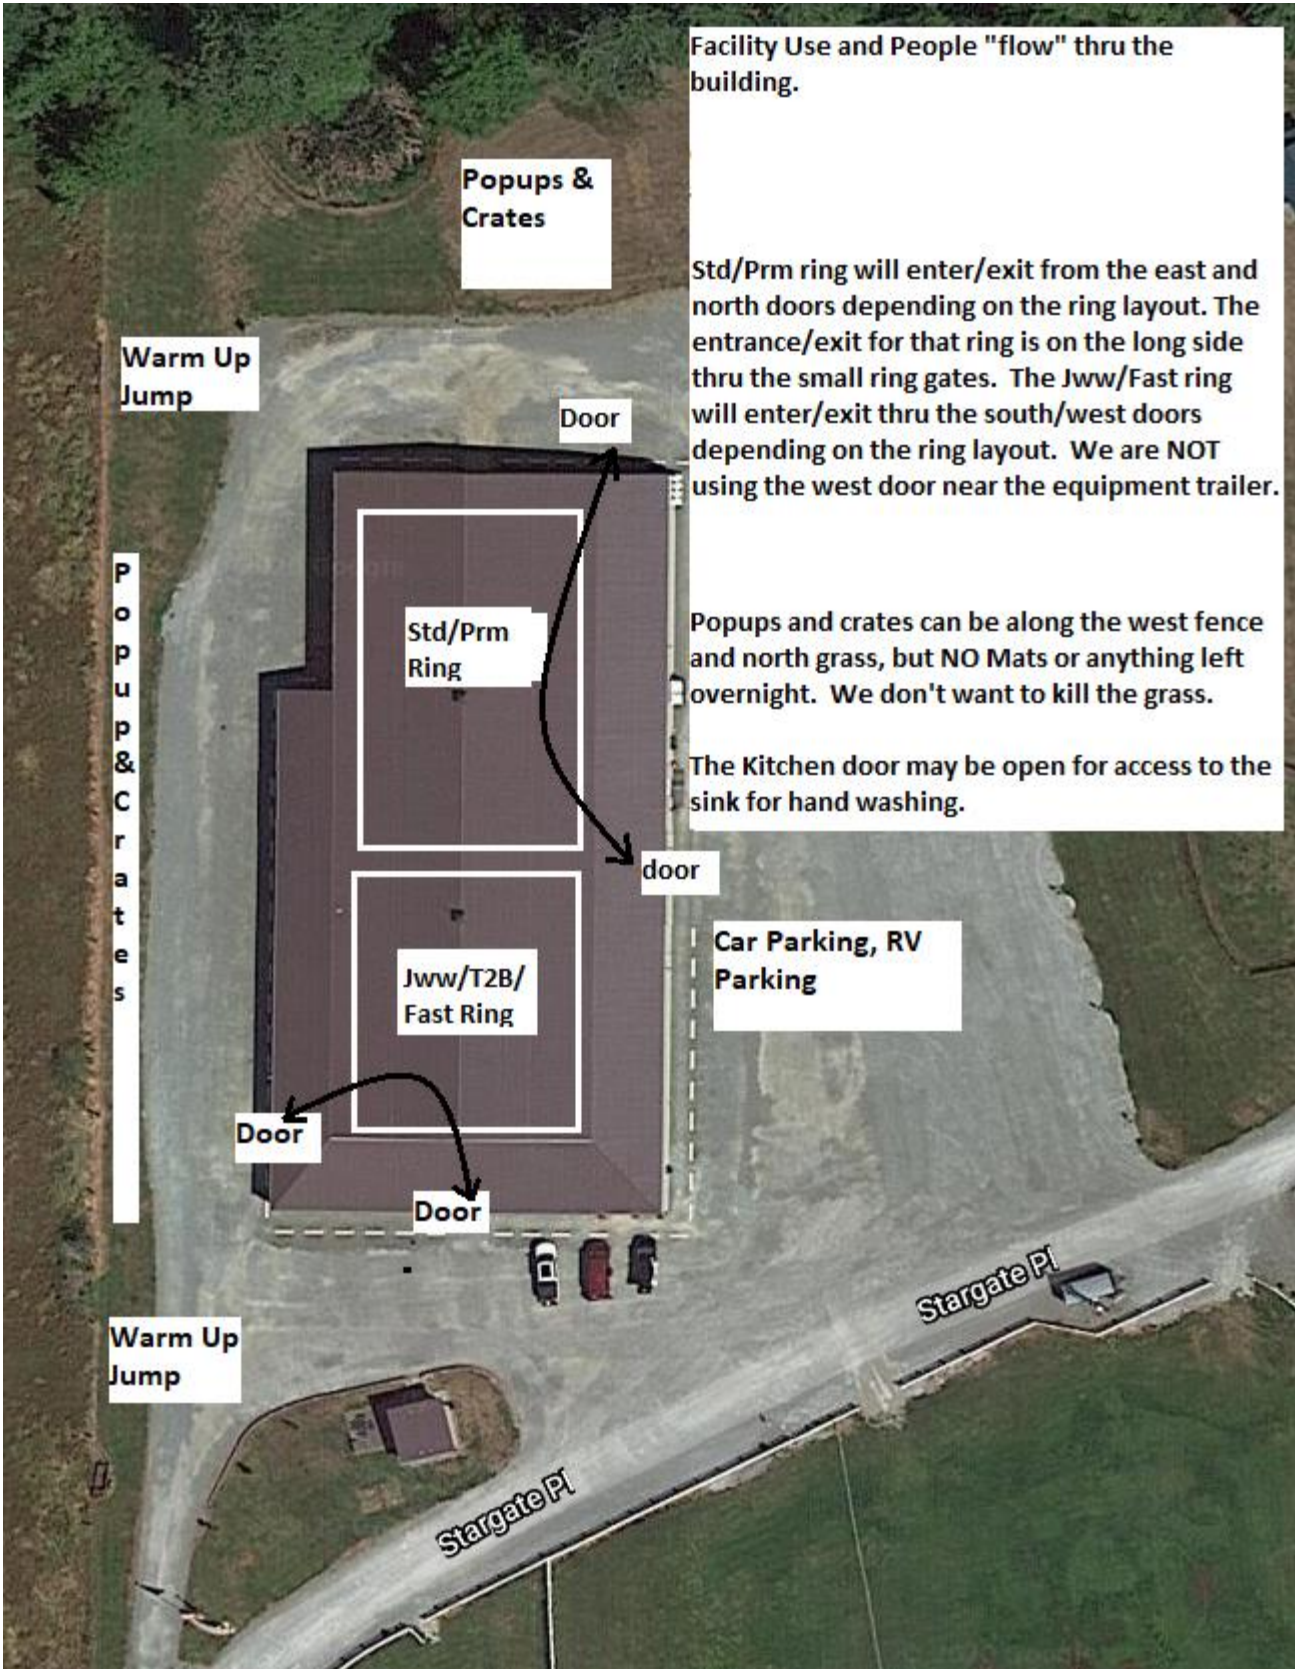 Facility Use and People "flow" thru the
building.
Popups &
Crates
Std/Prm ring will enter/exit from the east and
north doors depending on the ring layout. The
entrance/exit for that ring is on the long side
thru the small ring gates. The Jww/Fast ring
will enter/exit thru the south/west doors
depending on the ring layout. We are NOT
using the west door near the equipment trailer.
Popups and crates can be along the west fence
and north grass, but NO Mats or anything left
overnight. We don't want to kill the grass.
The Kitchen door may be open for access to the
sink for hand washing.
Warm Up
Jump
Door
P
o
p
u
p
&
C
r
a
t
e
s
Std/Prm
Ring
door
Car Parking, RV
Parking
Jww/T2B/
Fast Ring
Door
Door
Stargate Pl
Warm Up
Jump
Stargate Pl